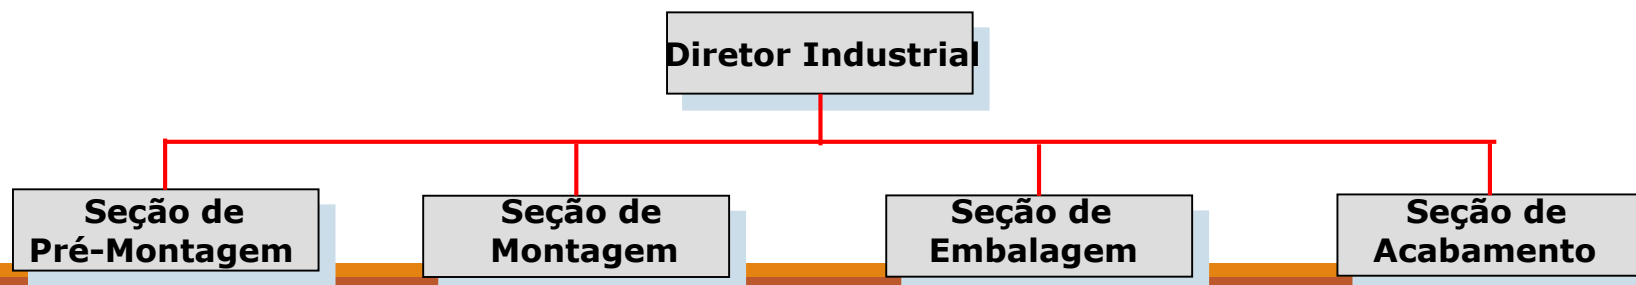 Diretor Industrial
Seção de
Pré-Montagem
Seção de
Montagem
Seção de
Embalagem
Seção de
Acabamento